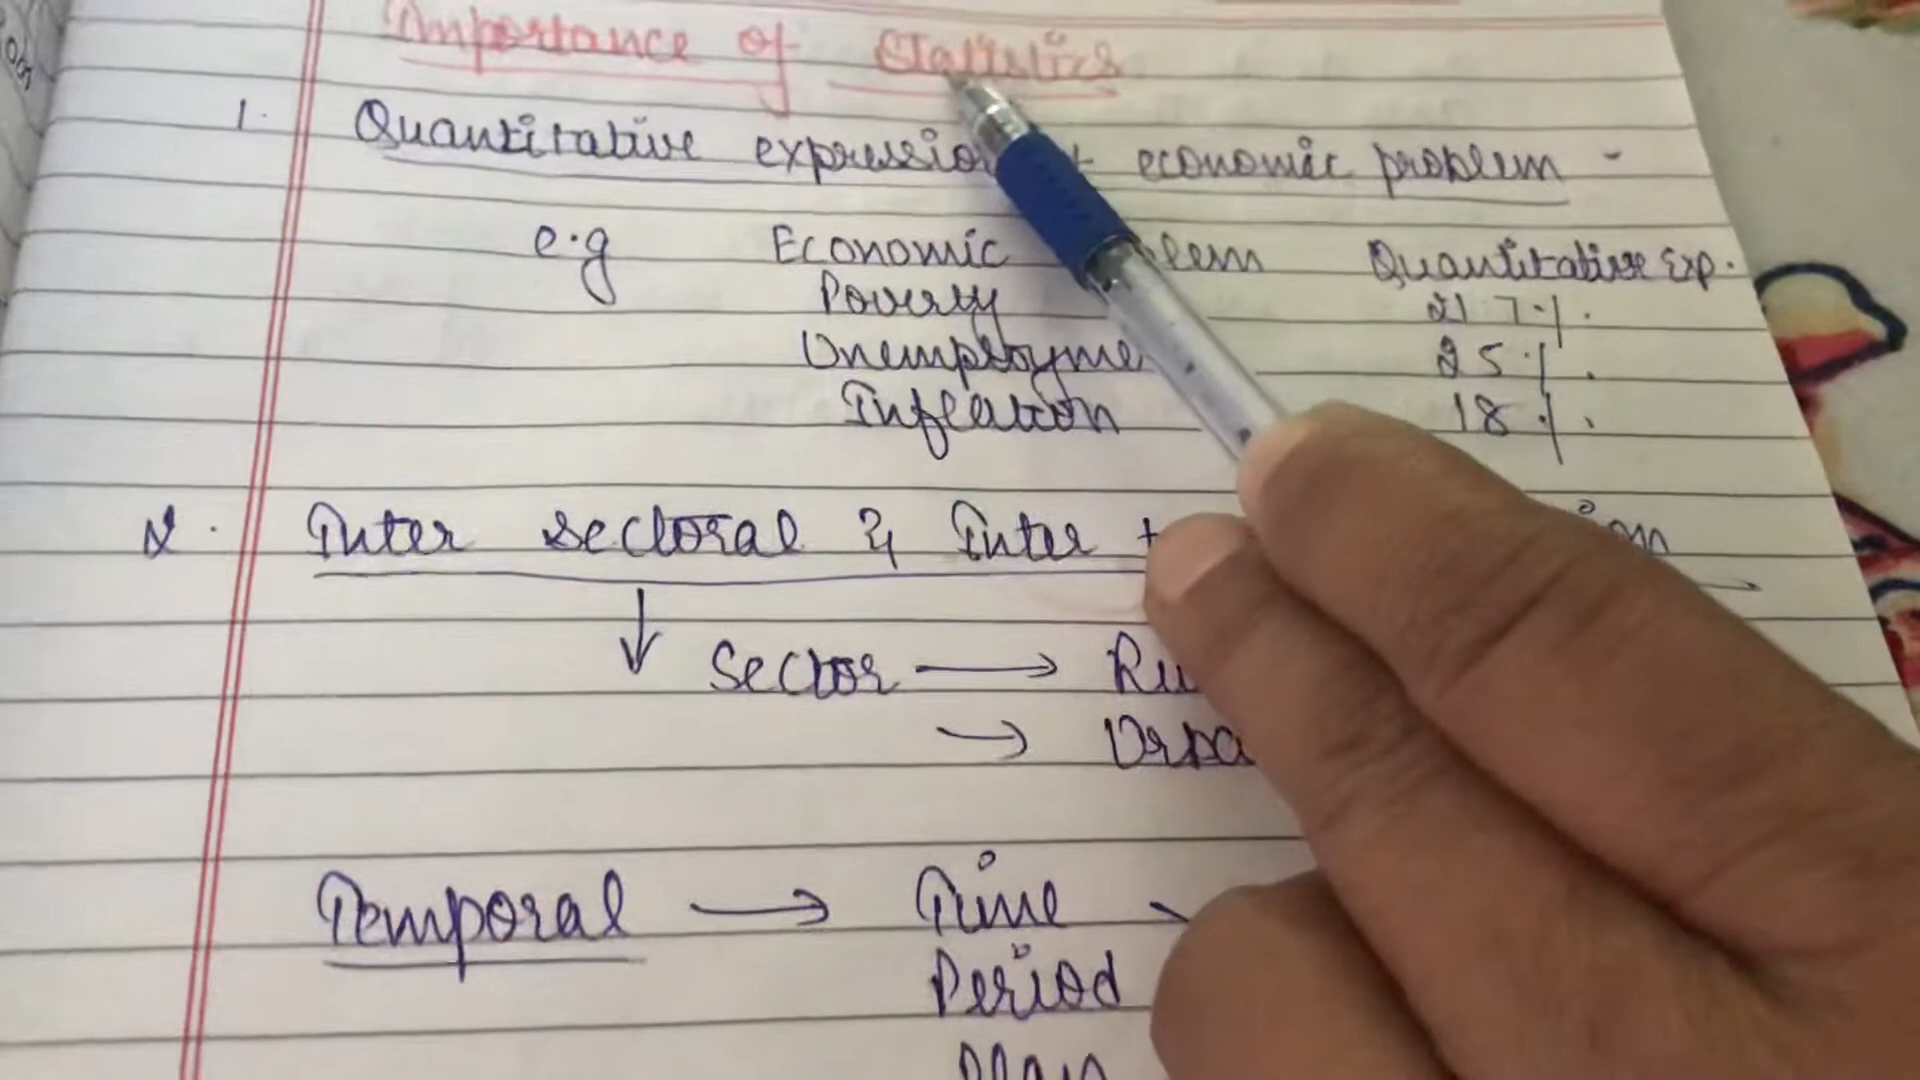 Importance of Statistics
1. Quantitative expression economic problem -
e.g Economic Quantitative Exp.
Poverty 21.7%.
Unemployme 25%.
Inflation 18%.
2. Inter sectoral & Inter
Sector → Ru
→ Urba
Temporal → Time
Period